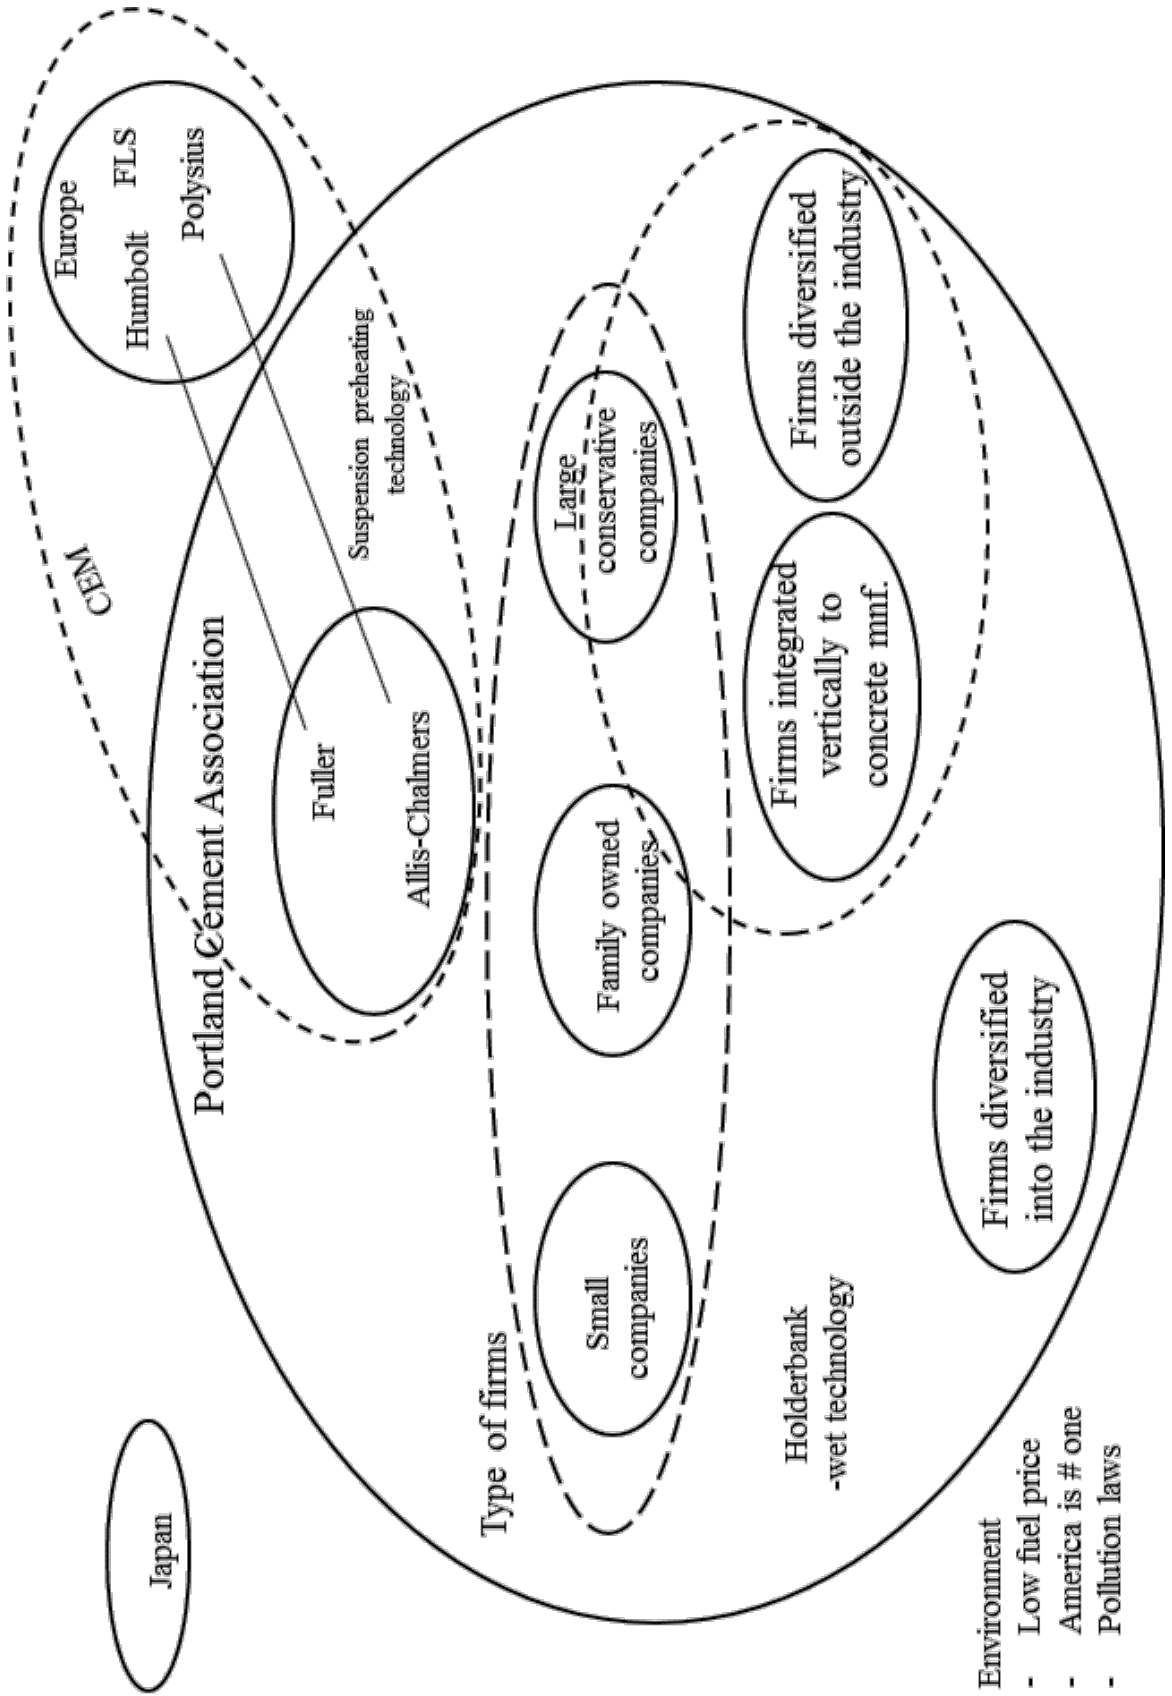 Japan
Europe
Humbolt
FLS
Polysius
CEM
Portland Cement Association
Fuller
Allis-Chalmers
Suspension preheating
technology
Type of firms
Small
companies
Family owned
companies
Large
conservative
companies
Holderbank
-wet technology
Firms integrated
vertically to
concrete mnf.
Firms diversified
outside the industry
Firms diversified
into the industry
Environment
- Low fuel price
- America is # one
- Pollution laws